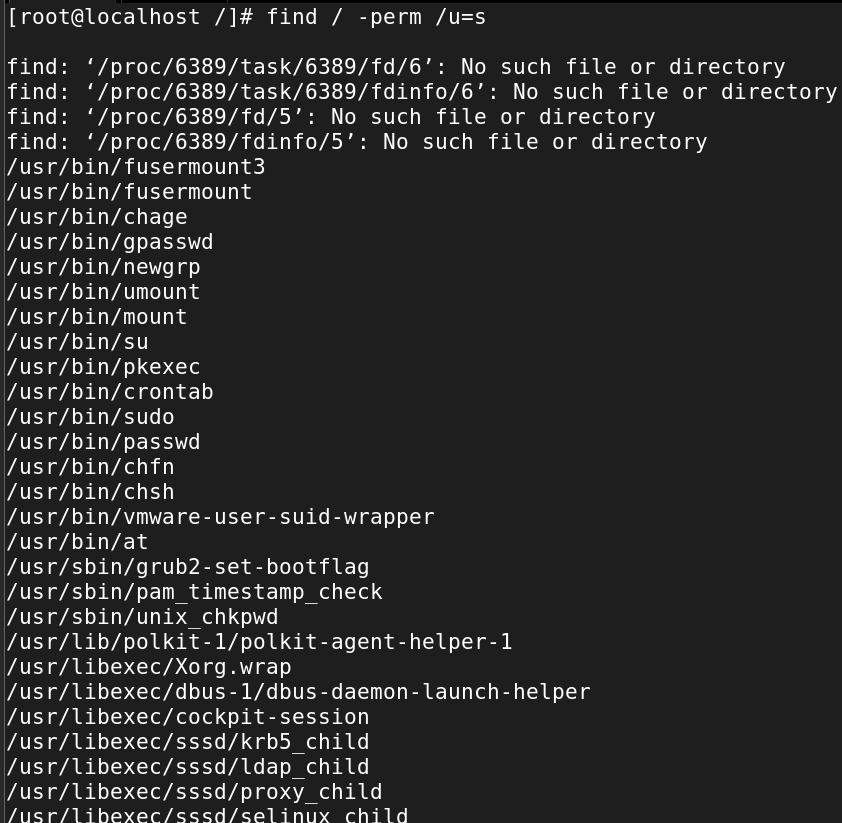 [root@localhost /]# find / -perm /u=s
find: ‘/proc/6389/task/6389/fd/6’: No such file or directory
find: ‘/proc/6389/task/6389/fdinfo/6’: No such file or directory
find: ‘/proc/6389/fd/5’: No such file or directory
find: ‘/proc/6389/fdinfo/5’: No such file or directory
/usr/bin/fusermount3
/usr/bin/fusermount
/usr/bin/chage
/usr/bin/gpasswd
/usr/bin/newgrp
/usr/bin/umount
/usr/bin/mount
/usr/bin/su
/usr/bin/pkexec
/usr/bin/crontab
/usr/bin/sudo
/usr/bin/passwd
/usr/bin/chfn
/usr/bin/chsh
/usr/bin/vmware-user-suid-wrapper
/usr/bin/at
/usr/sbin/grub2-set-bootflag
/usr/sbin/pam_timestamp_check
/usr/sbin/unix_chkpwd
/usr/lib/polkit-1/polkit-agent-helper-1
/usr/libexec/Xorg.wrap
/usr/libexec/dbus-1/dbus-daemon-launch-helper
/usr/libexec/cockpit-session
/usr/libexec/sssd/krb5_child
/usr/libexec/sssd/ldap_child
/usr/libexec/sssd/proxy_child
/usr/libexec/sssd/selinux_child